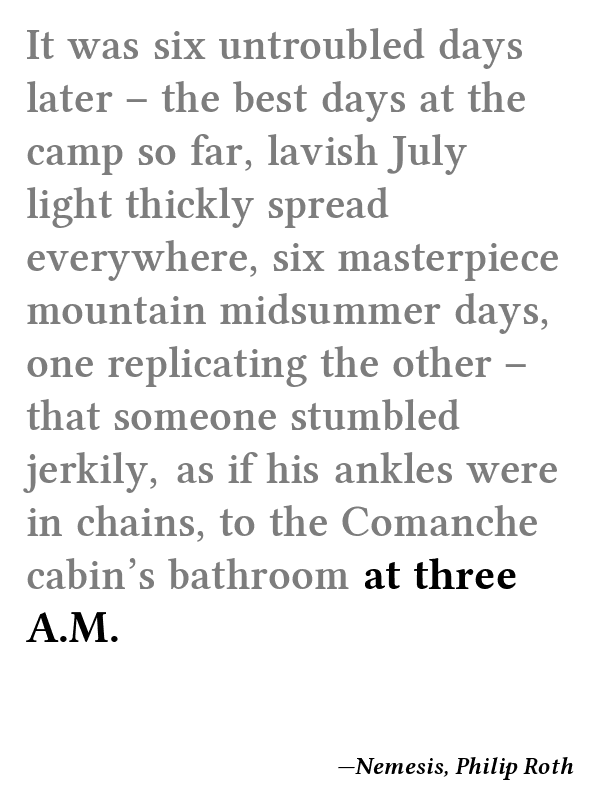 It was six untroubled days
later – the best days at the
camp so far, lavish July
light thickly spread
everywhere, six masterpiece
mountain midsummer days,
one replicating the other –
that someone stumbled
jerkily, as if his ankles were
in chains, to the Comanche
cabin’s bathroom at three
A.M.
—Nemesis, Philip Roth